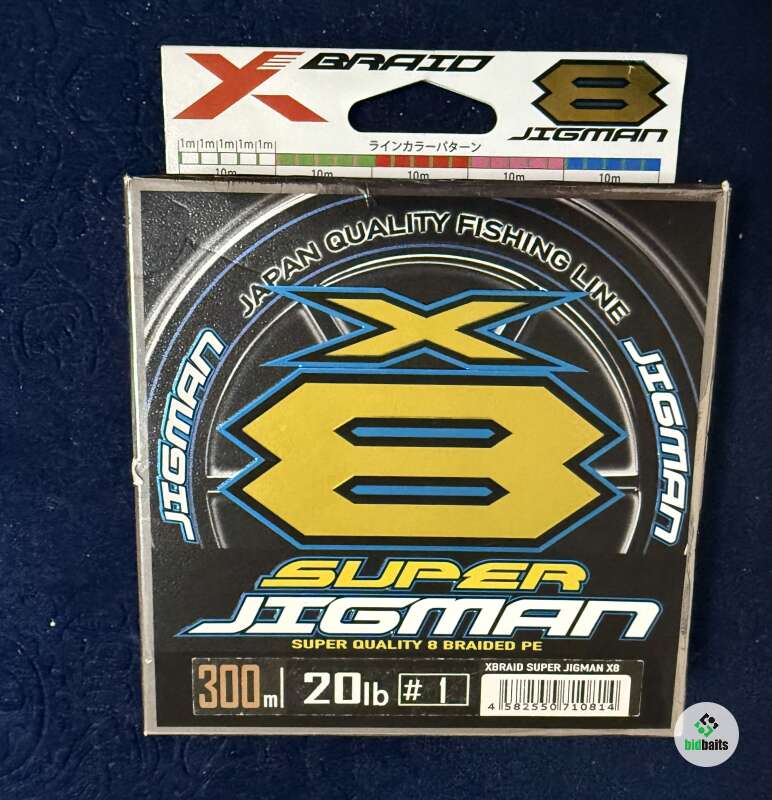 X BRAID
8
JIGMAN
1m 1m 1m 1m 1m
ラインカラーパターン
10m 10m 10m 10m 10m
JAPAN QUALITY FISHING LINE
X
8
JIGMAN
JIGMAN
SUPER
JIGMAN
SUPER QUALITY 8 BRAIDED PE
300m 20lb #1
XBRAID SUPER JIGMAN X8
4 582550 710814
bidbaits